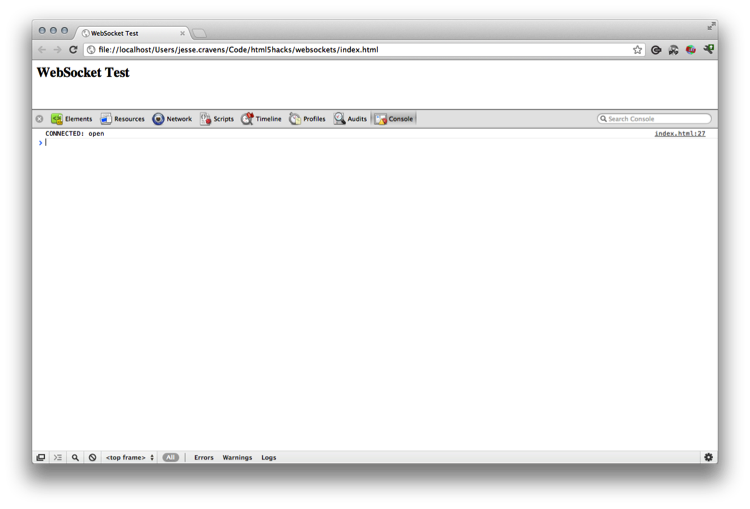 WebSocket Test
file://localhost/Users/jesse.cravens/Code/html5hacks/websockets/index.html
WebSocket Test
Elements Resources Network Scripts Timeline Profiles Audits Console Search Console
CONNECTED: open index.html:27
<top frame> All Errors Warnings Logs